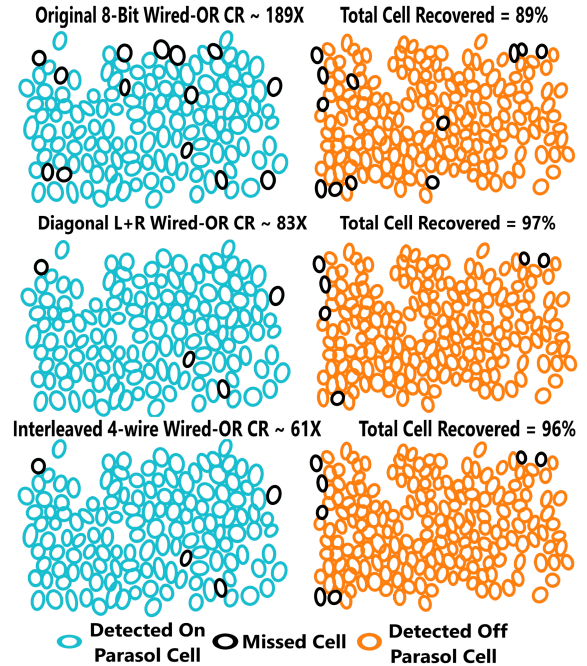 Original 8-Bit Wired-OR CR ~ 189X Total Cell Recovered = 89%
Diagonal L+R Wired-OR CR ~ 83X Total Cell Recovered = 97%
Interleaved 4-wire Wired-OR CR ~ 61X Total Cell Recovered = 96%
Detected On Parasol Cell
Missed Cell
Detected Off Parasol Cell